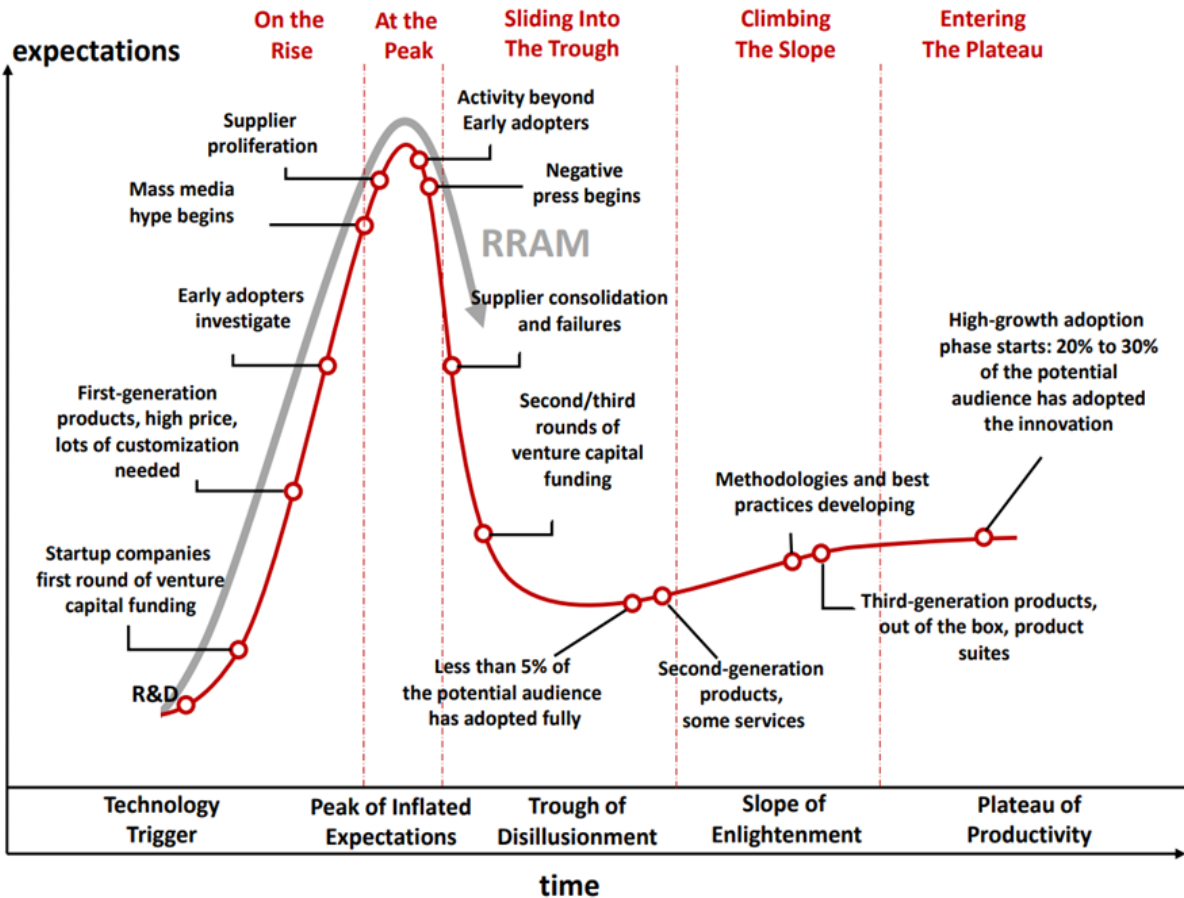 On the
Rise
At the
Peak
Sliding Into
The Trough
Climbing
The Slope
Entering
The Plateau
expectations
Activity beyond
Early adopters
Supplier
proliferation
Negative
press begins
Mass media
hype begins
RRAM
Early adopters
investigate
Supplier consolidation
and failures
High-growth adoption
phase starts: 20% to 30%
of the potential
audience has adopted
the innovation
First-generation
products, high price,
lots of customization
needed
Second/third
rounds of
venture capital
funding
Methodologies and best
practices developing
Startup companies
first round of venture
capital funding
Third-generation products,
out of the box, product
suites
R&D
Less than 5% of
the potential audience
has adopted fully
Second-generation
products,
some services
Technology
Trigger
Peak of Inflated
Expectations
Trough of
Disillusionment
Slope of
Enlightenment
Plateau of
Productivity
time